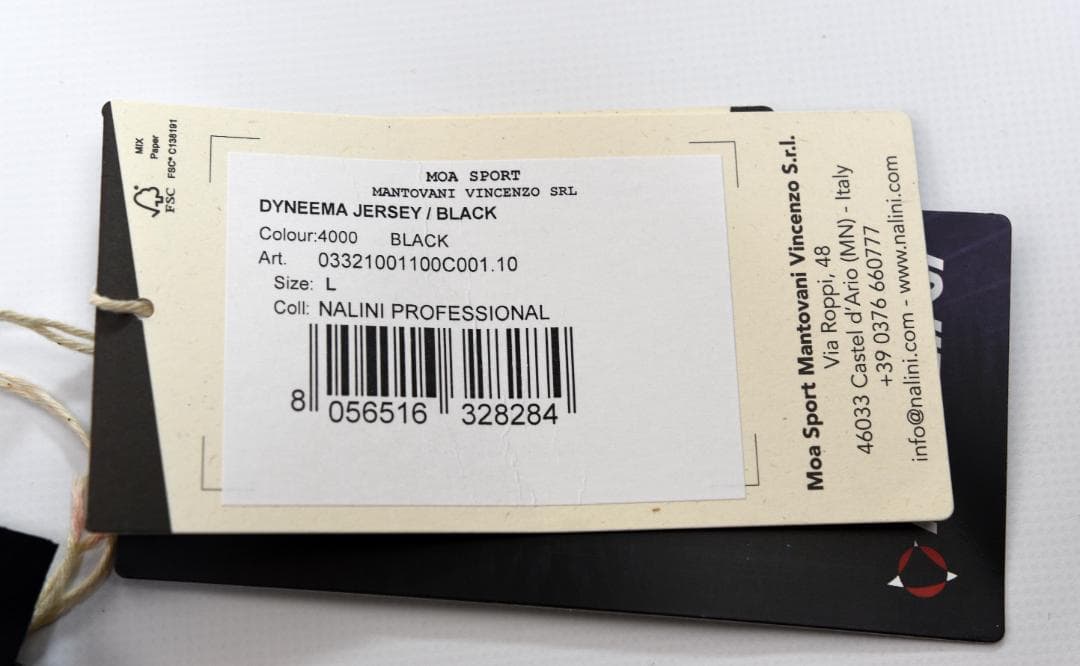 MIX
Paper
FSC® C138191
FSC
MOA SPORT
MANTOVANI VINCENZO SRL
DYNEEMA JERSEY / BLACK
Colour:4000 BLACK
Art. 03321001100C001.10
Size: L
Coll: NALINI PROFESSIONAL
8 056516 328284
Moa Sport Mantovani Vincenzo S.r.l.
Via Roppi, 48
46033 Castel d'Ario (MN) - Italy
+39 0376 660777
info@nalini.com - www.nalini.com